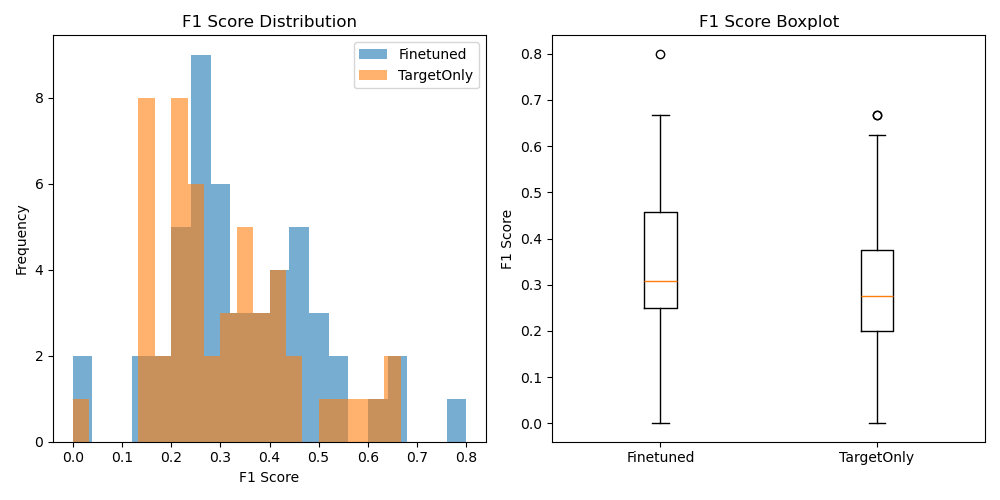 F1 Score Distribution
Finetuned
TargetOnly
Frequency
8
6
4
2
0
0.0 0.1 0.2 0.3 0.4 0.5 0.6 0.7 0.8
F1 Score
F1 Score Boxplot
F1 Score
0.8
0.7
0.6
0.5
0.4
0.3
0.2
0.1
0.0
Finetuned TargetOnly